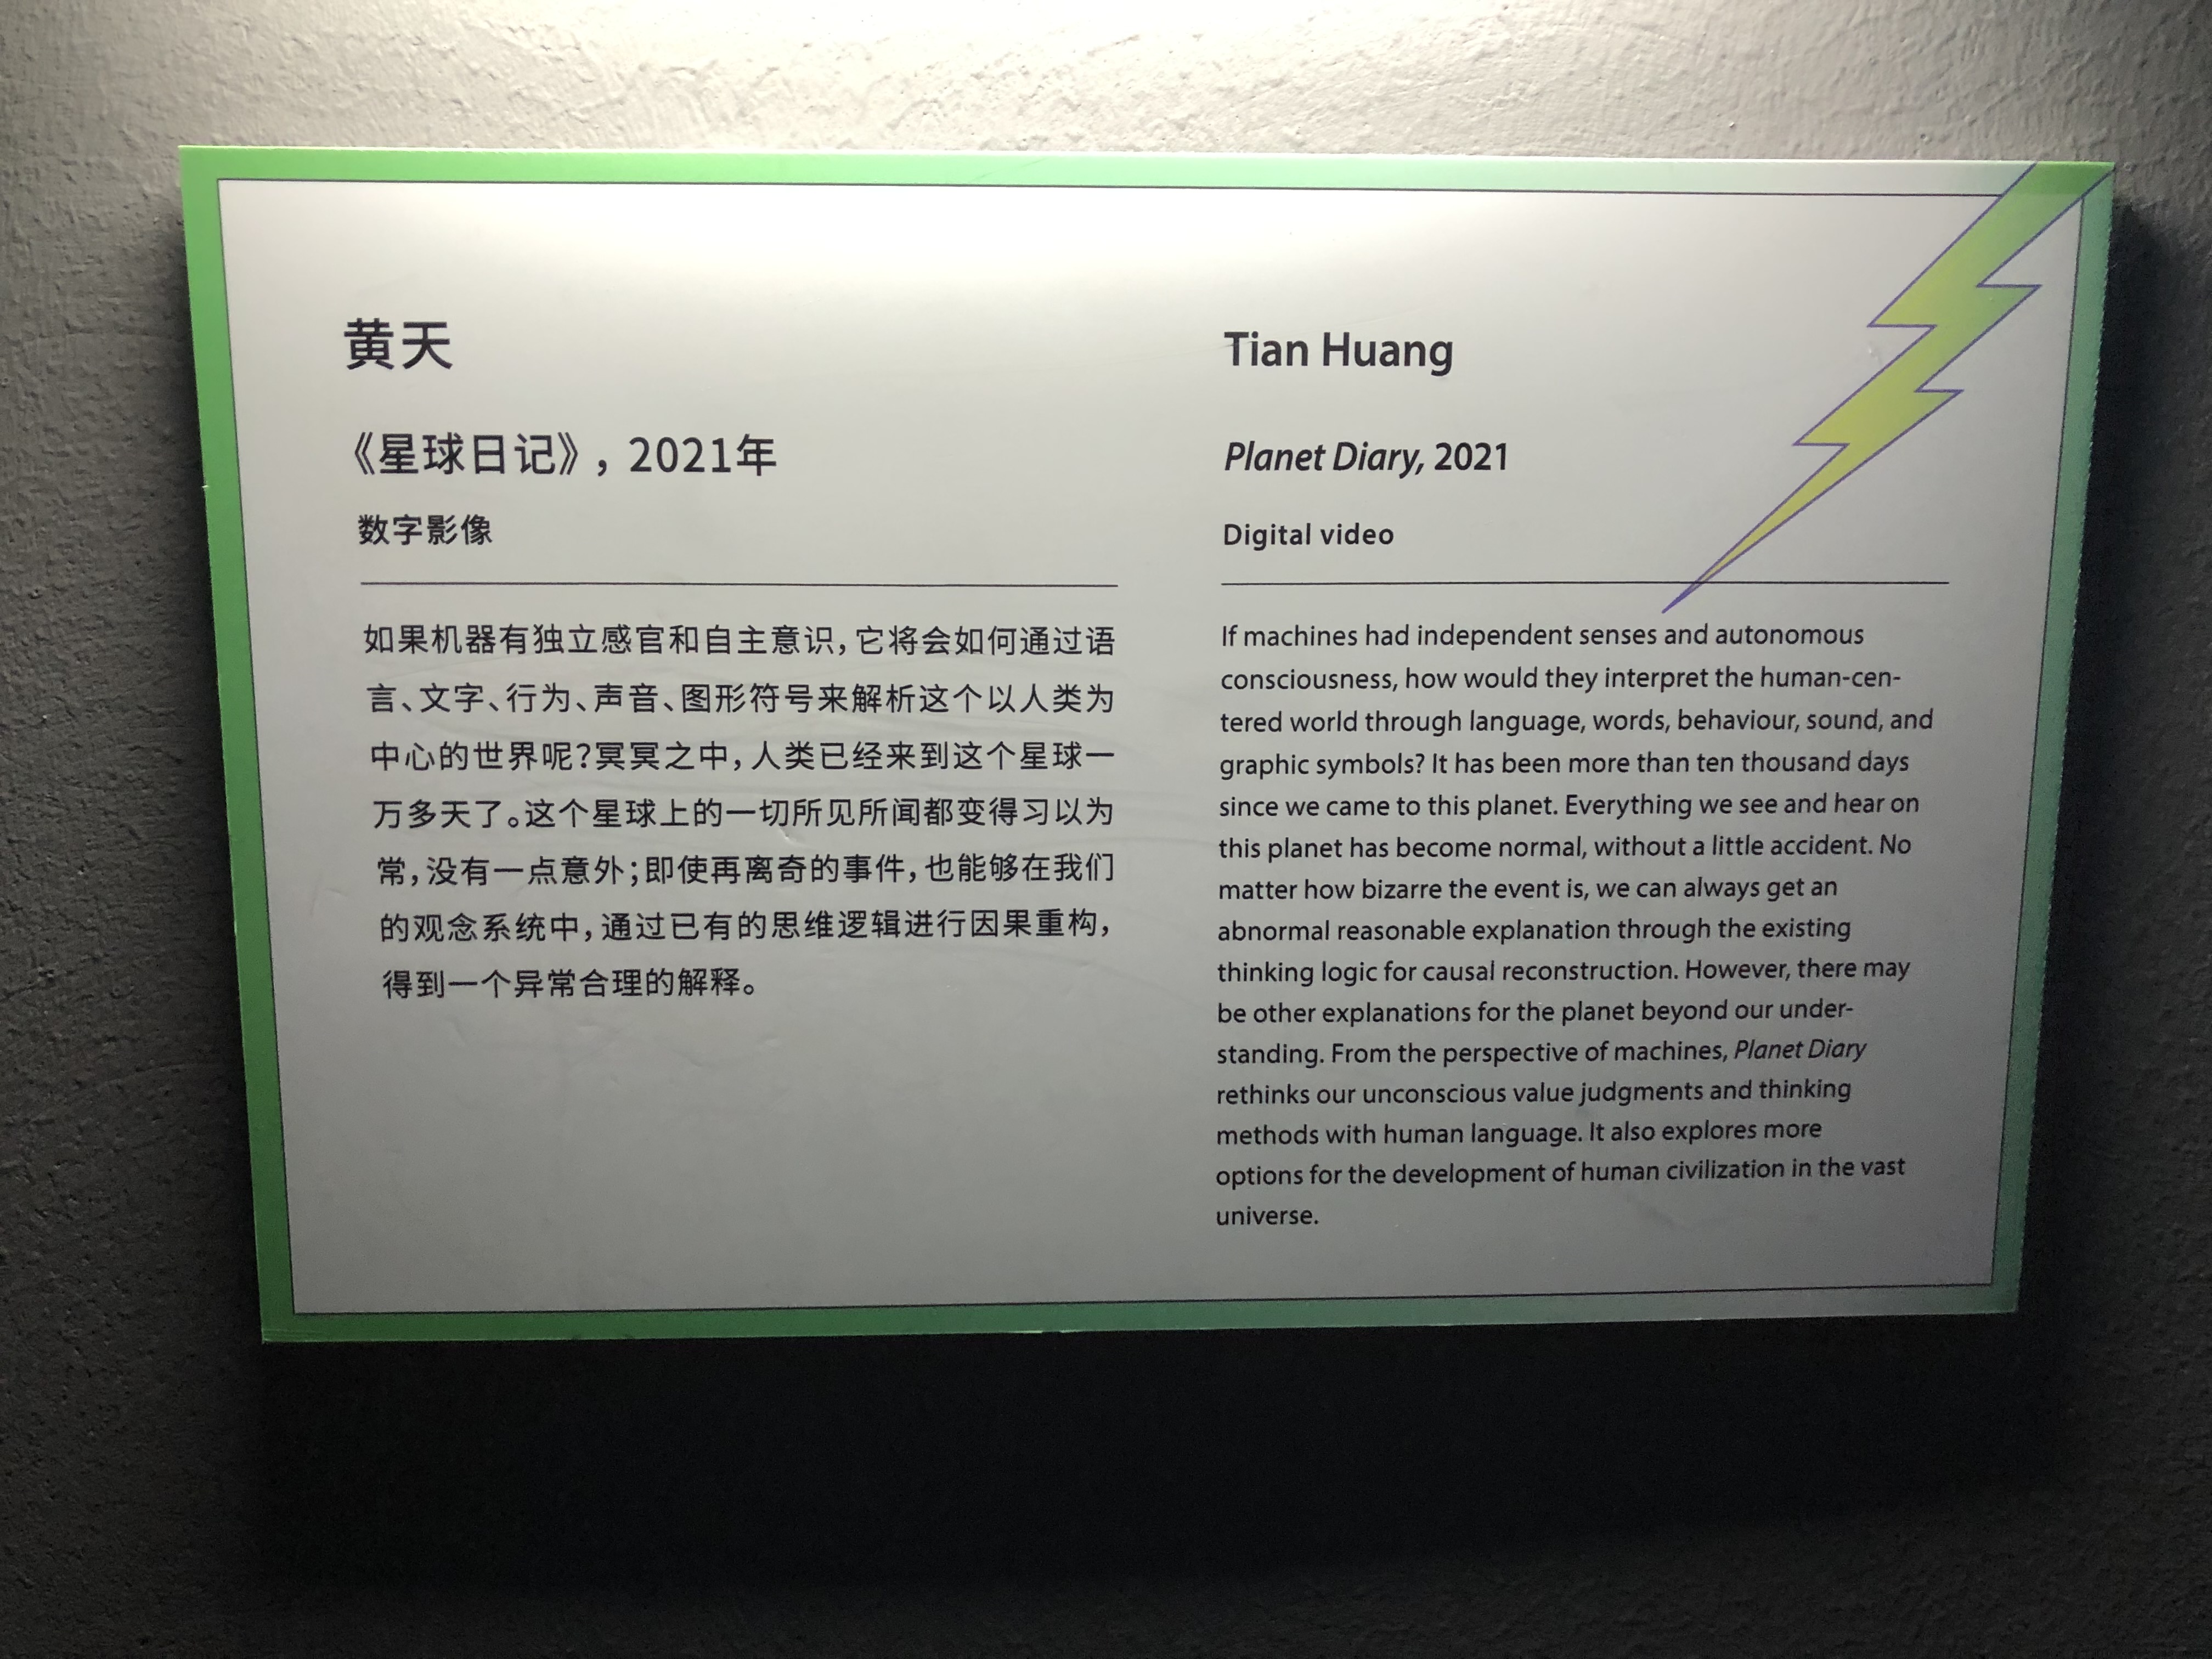 黄天
《星球日记》，2021年
数字影像
如果机器有独立感官和自主意识，它将会如何通过语
言、文字、行为、声音、图形符号来解析这个以人类为
中心的世界呢？冥冥之中，人类已经来到这个星球一
万多天了。这个星球上的一切所见所闻都变得习以为
常，没有一点意外；即使再离奇的事件，也能够在我们
的观念系统中，通过已有的思维逻辑进行因果重构，
得到一个异常合理的解释。
Tian Huang
Planet Diary, 2021
Digital video
If machines had independent senses and autonomous
consciousness, how would they interpret the human-cen-
tered world through language, words, behaviour, sound, and
graphic symbols? It has been more than ten thousand days
since we came to this planet. Everything we see and hear on
this planet has become normal, without a little accident. No
matter how bizarre the event is, we can always get an
abnormal reasonable explanation through the existing
thinking logic for causal reconstruction. However, there may
be other explanations for the planet beyond our under-
standing. From the perspective of machines, Planet Diary
rethinks our unconscious value judgments and thinking
methods with human language. It also explores more
options for the development of human civilization in the vast
universe.